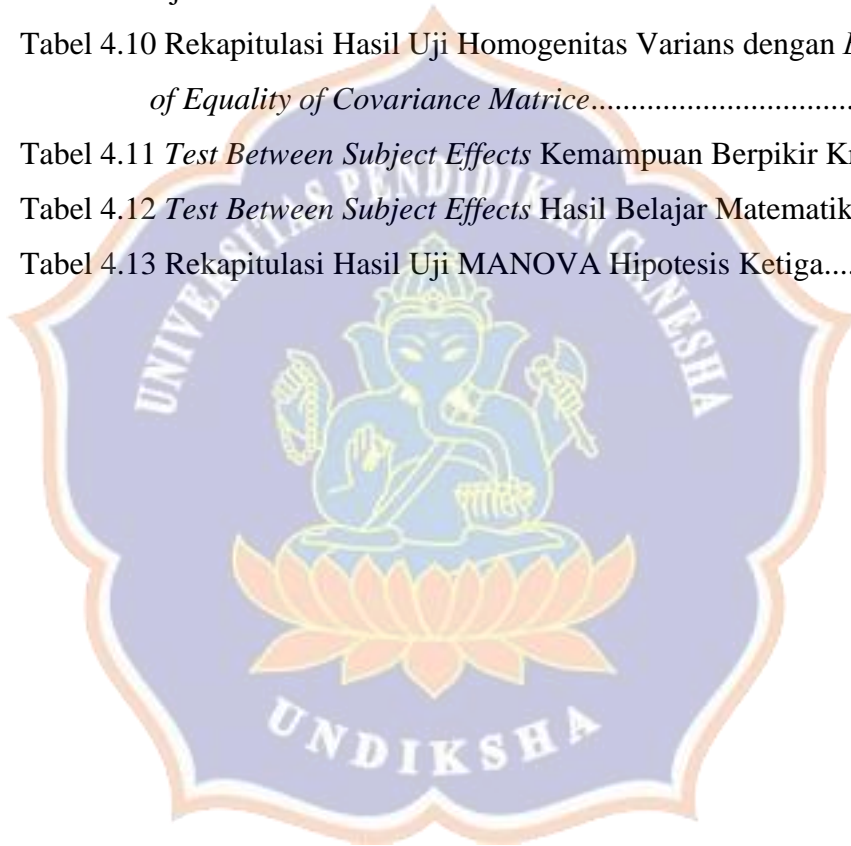 Tabel 4.10 Rekapitulasi Hasil Uji Homogenitas Varians dengan
of Equality of Covariance Matrice................................
Tabel 4.11 Test Between Subject Effects Kemampuan Berpikir
Tabel 4.12 Test Between Subject Effects Hasil Belajar Matematik
Tabel 4.13 Rekapitulasi Hasil Uji MANOVA Hipotesis Ketiga....
UNIVERSITAS PENDIDIKAN GANESHA
UNDIKSHA